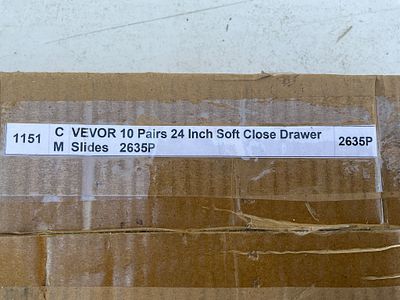 1151 C VEVOR 10 Pairs 24 Inch Soft Close Drawer 2635P
M Slides 2635P